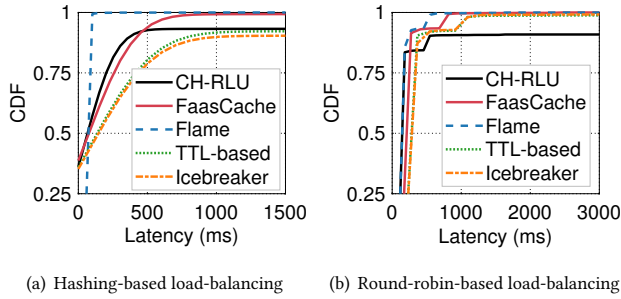 1
0.75
0.5
0.25
CDF
CH-RLU
FaasCache
Flame
TTL-based
Icebreaker
0 500 1000 1500
Latency (ms)
(a) Hashing-based load-balancing
1
0.75
0.5
0.25
CDF
CH-RLU
FaasCache
Flame
TTL-based
Icebreaker
0 1000 2000 3000
Latency (ms)
(b) Round-robin-based load-balancing